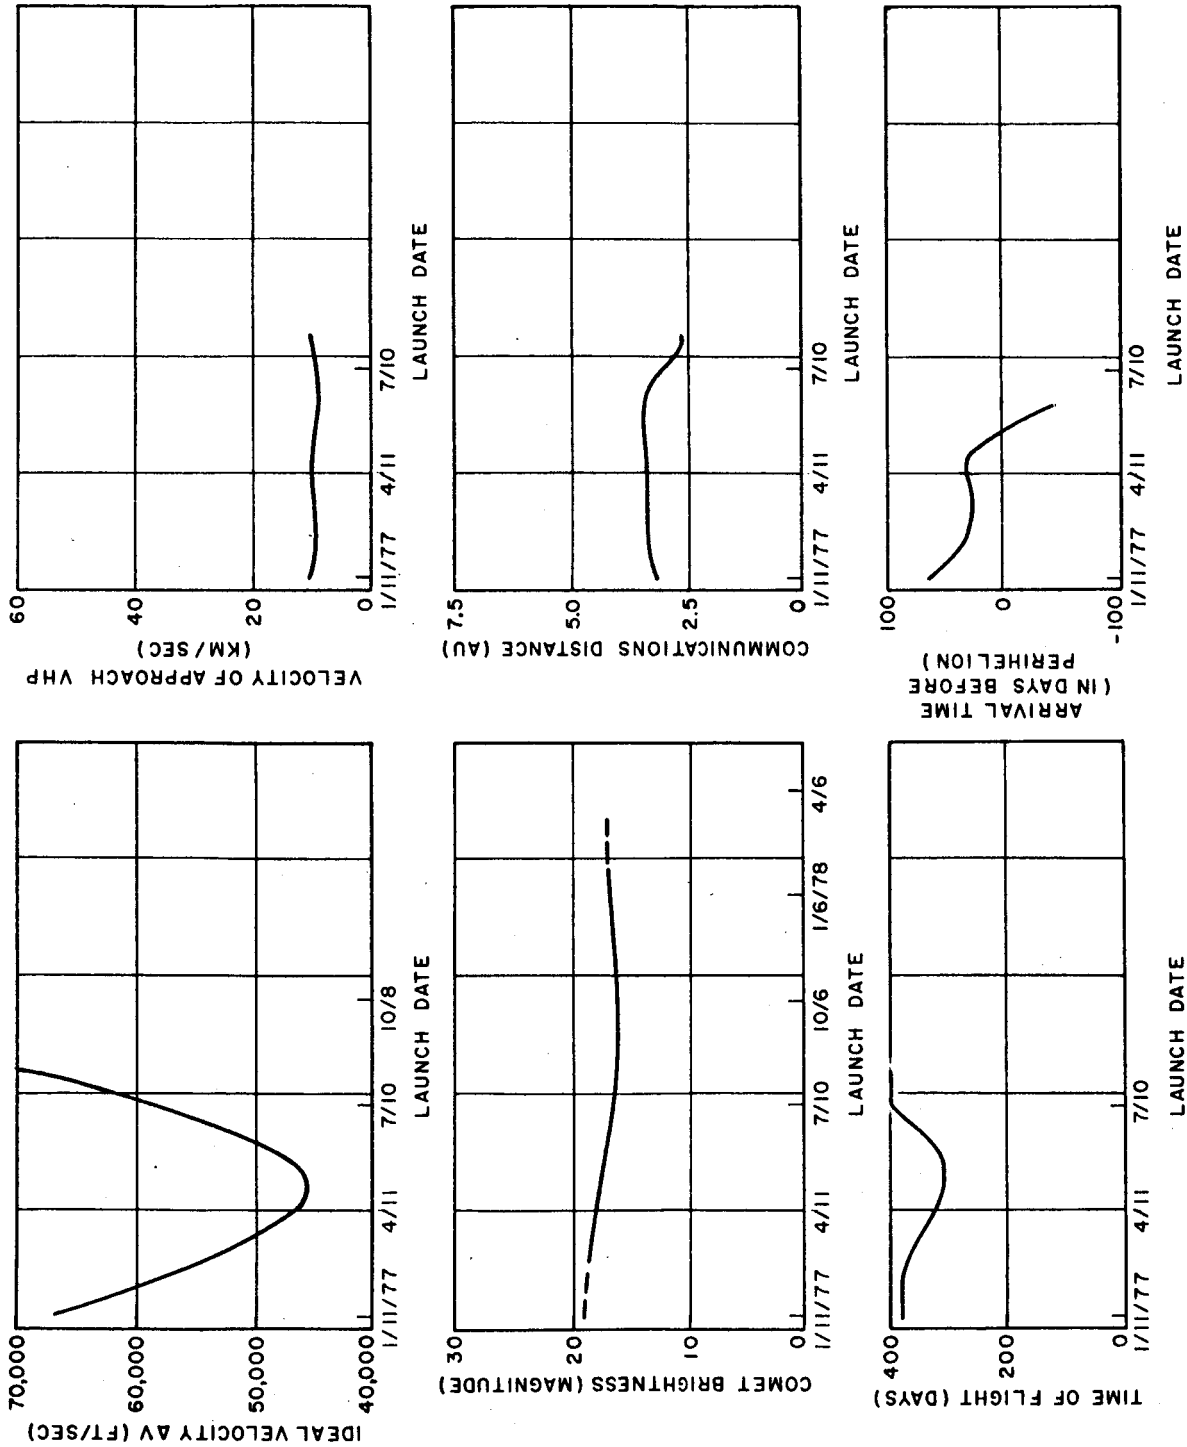 IDEAL VELOCITY ΔV (FT/SEC)
70,000
60,000
50,000
40,000
1/11/77 4/11 7/10 10/8
LAUNCH DATE
VELOCITY OF APPROACH VHP
(KM/SEC)
60
40
20
0
1/11/77 4/11 7/10
LAUNCH DATE
COMET BRIGHTNESS (MAGNITUDE)
30
20
10
0
1/11/77 4/11 7/10 10/6 1/6/78 4/6
LAUNCH DATE
COMMUNICATIONS DISTANCE (AU)
7.5
5.0
2.5
0
1/11/77 4/11 7/10
LAUNCH DATE
TIME OF FLIGHT (DAYS)
400
200
0
1/11/77 4/11 7/10
LAUNCH DATE
ARRIVAL TIME
(IN DAYS BEFORE
PERIHELION)
100
0
-100
1/11/77 4/11 7/10
LAUNCH DATE